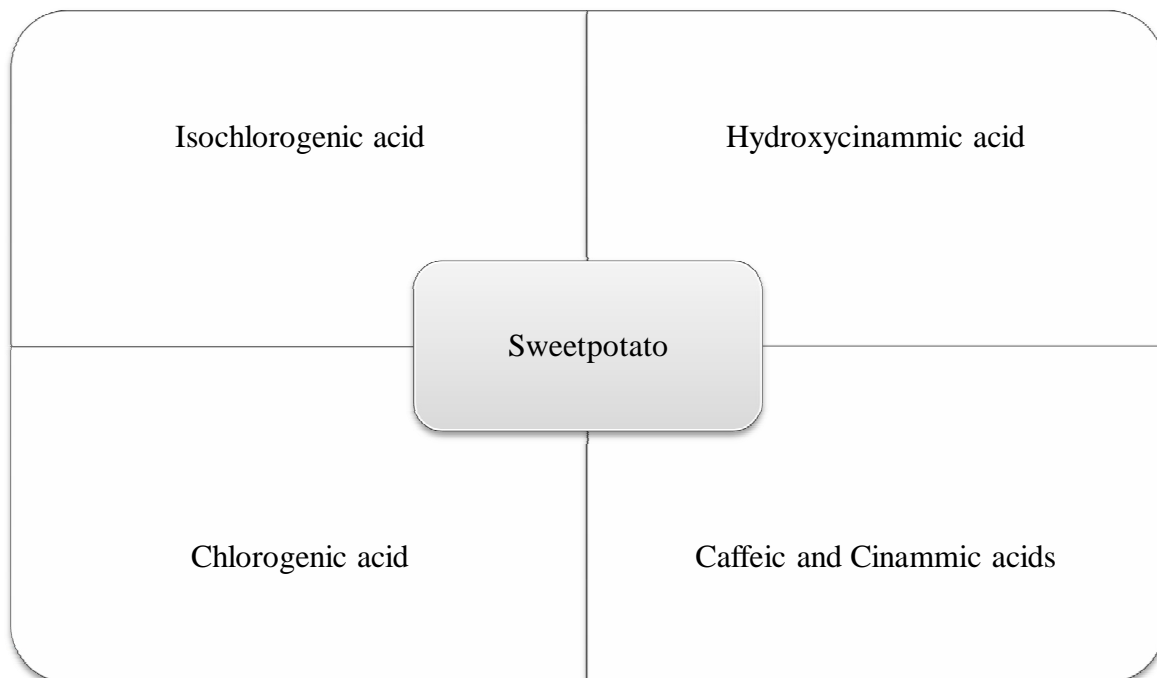 Isochlorogenic acid
Hydroxycinammic acid
Sweetpotato
Chlorogenic acid
Caffeic and Cinammic acids